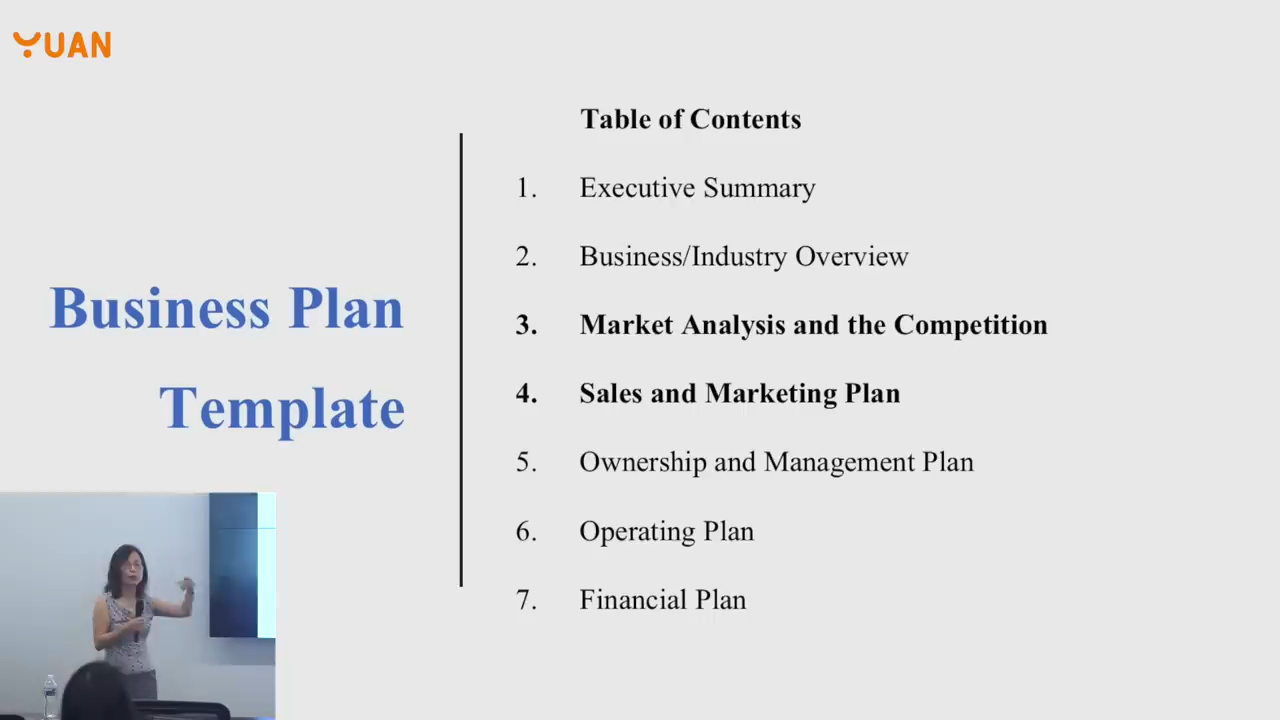 YUAN
Table of Contents
1. Executive Summary
2. Business/Industry Overview
3. Market Analysis and the Competition
4. Sales and Marketing Plan
5. Ownership and Management Plan
6. Operating Plan
7. Financial Plan
Business Plan
Template